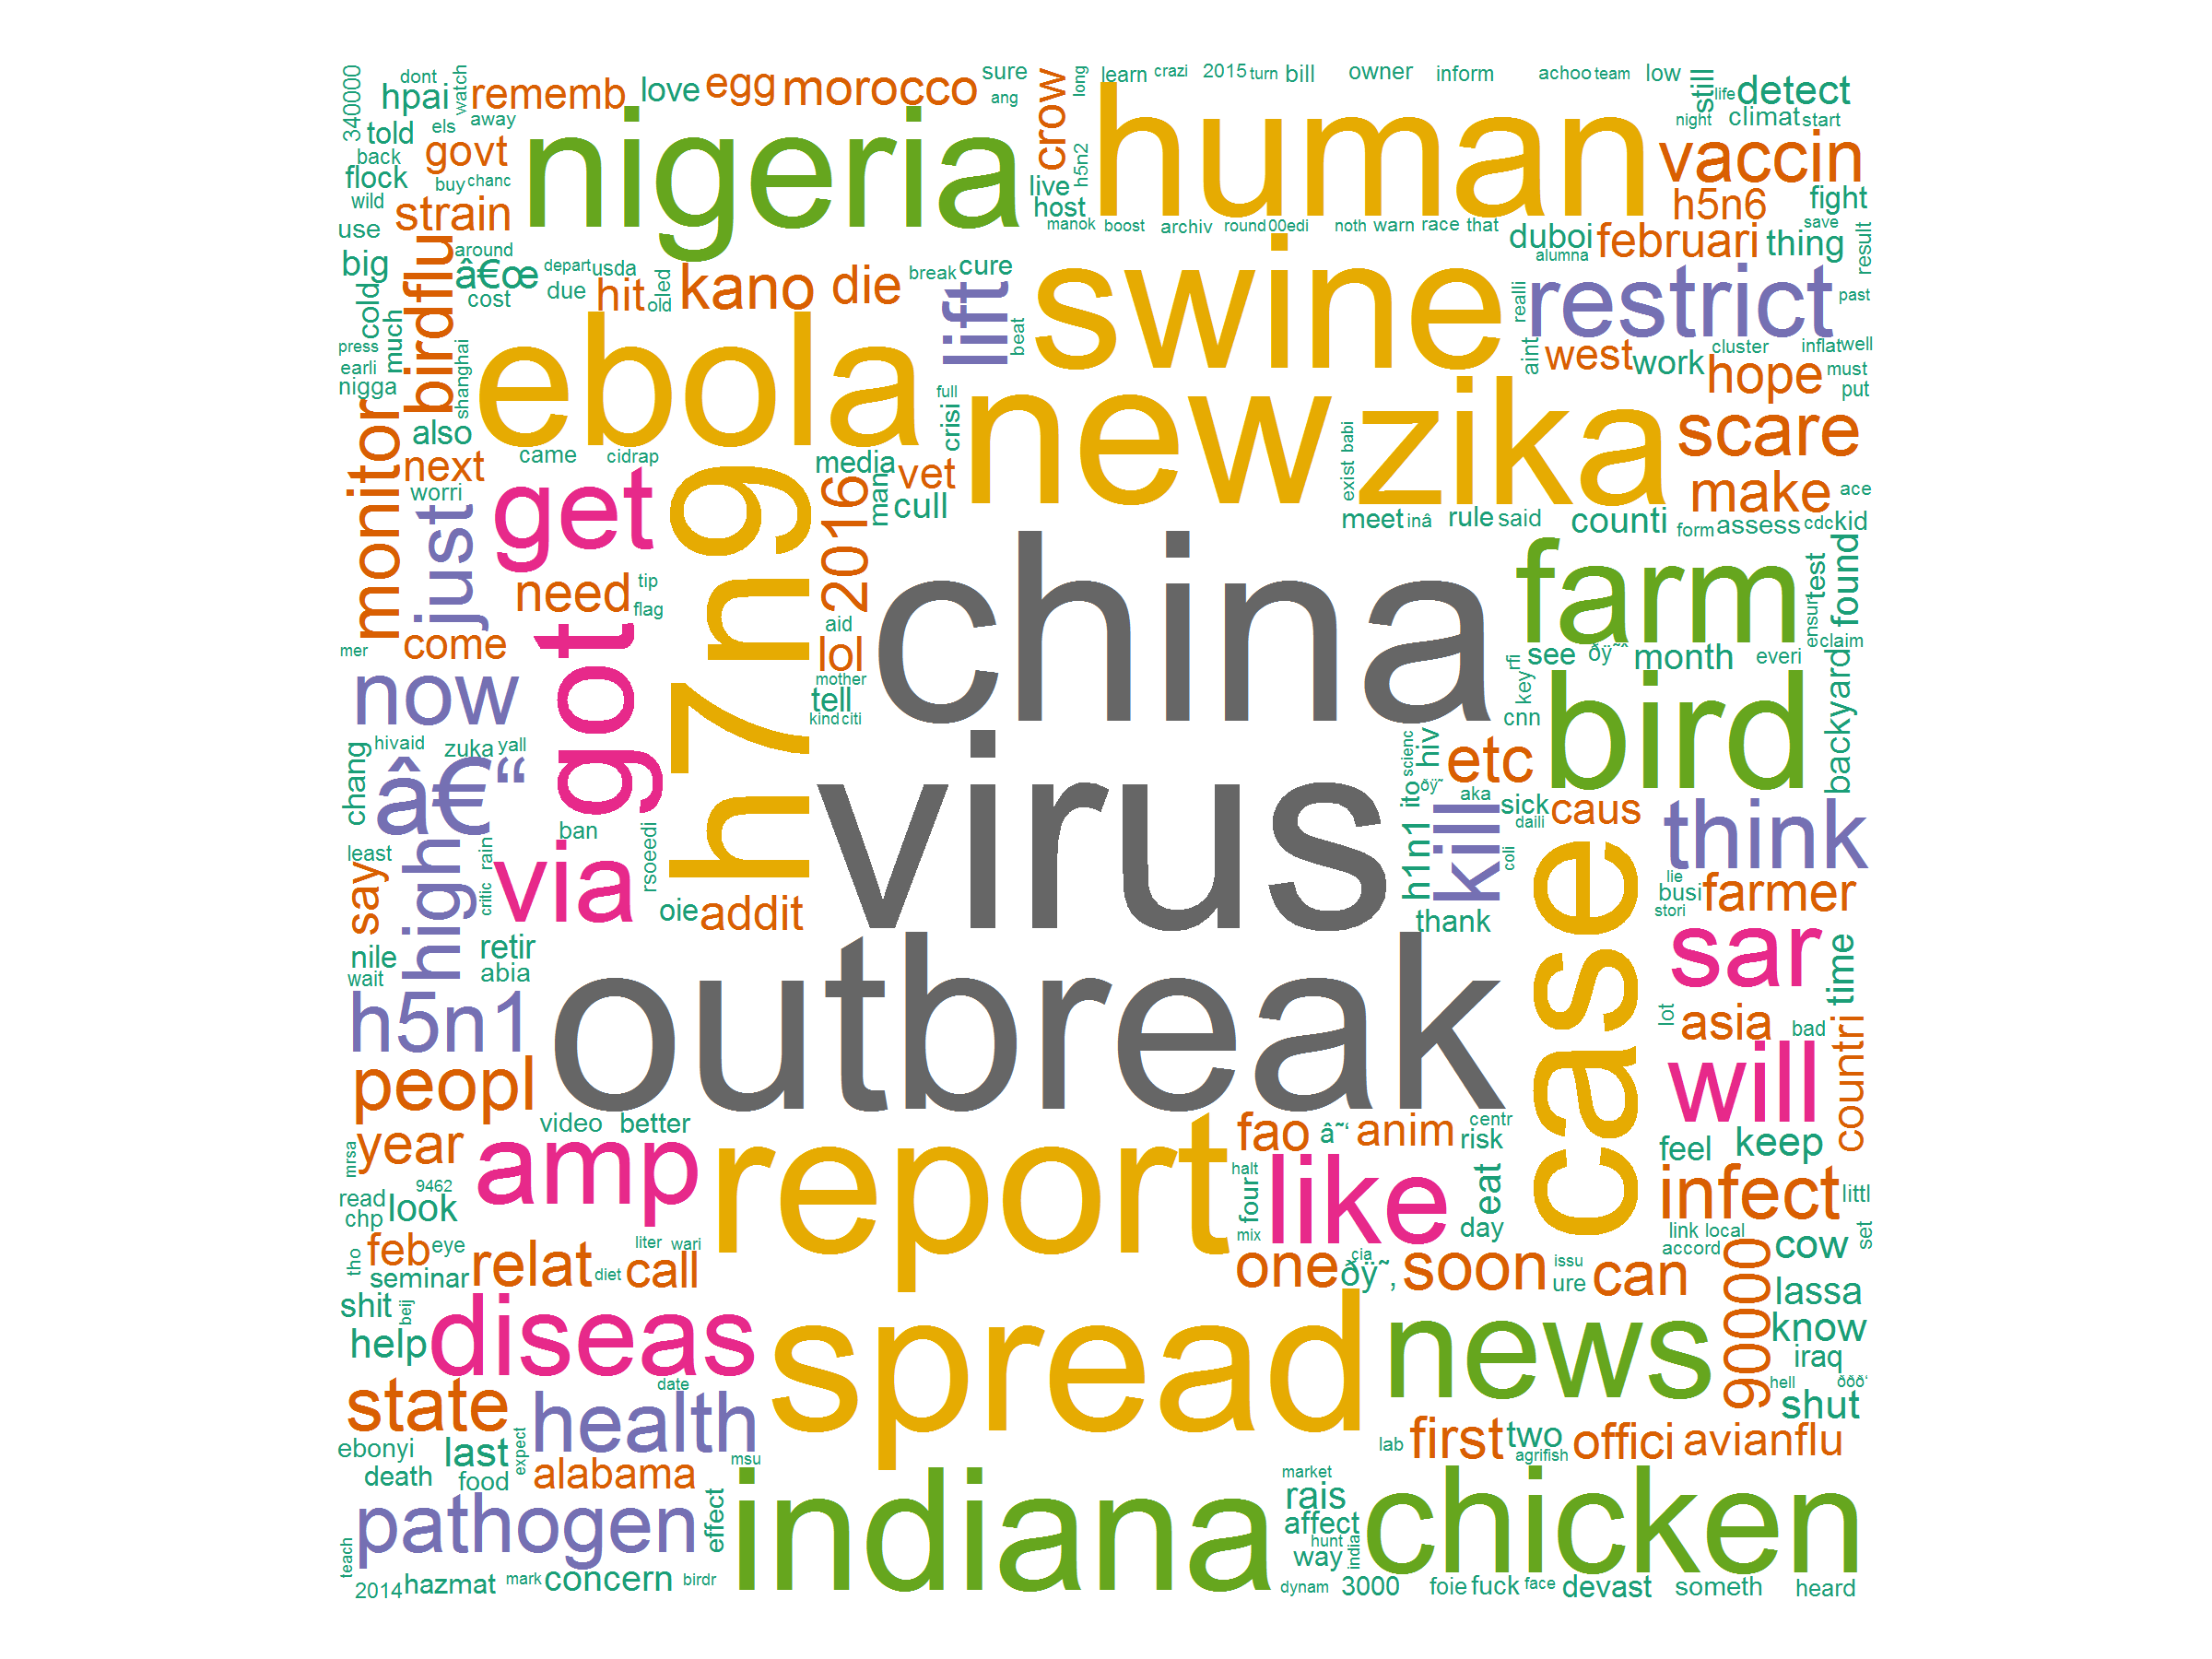 340000
dont
hpai
watch
rememb
love
egg
morocco
sure
ang
crow
long
learn
crazi
2015
turn
bill
owner
inform
achoo
team
low
still
life
detect
told
els
away
nigeria
human
night
climat
start
back
govt
flock
buy
chanc
live
h5n2
vaccin
wild
strain
host
h5n6
fight
use
manok
boost
archiv
round
00edi
noth
warn
race
that
duboi
februari
thing
save
result
big
birdflu
around
â€œ
depart
usda
kano
die
break
cure
swine
alumna
cold
cost
due
hit
oiled
lift
beat
realli
restrict
past
press
much
ebola
aint
west
work
cluster
inflat
well
earli
shanghai
hope
must
nigga
full
new
zika
put
monitor
also
crisi
scare
next
came
cidrap
media
vet
exist
babi
worri
get
h7n9
2016
man
cull
make
ace
just
meet
inâ
rule
said
counti
form
assess
cdc
kid
china
farm
test
found
need
tip
flag
ensur
claim
come
got
aid
lol
mer
see
ðÿ˜ˆ
month
everi
now
mother
tell
rfi
key
bird
backyard
kind
citi
cnn
chang
hivaid
zuka
yall
virus
scienc
hiv
etc
â€“
ito
ðÿ˜
aka
kill
sick
caus
think
ban
h1n1
daili
least
high
rain
via
rsoeedi
coli
case
lie
say
critic
oie
addit
thank
busi
farmer
stori
nile
retir
outbreak
sar
time
wait
abia
h5n1
lot
asia
bad
peopl
will
countri
video
better
fao
â˜‘
anim
centr
risk
mrsa
year
amp
report
feel
keep
read
9462
halt
like
eat
infect
littl
chp
look
four
day
link
local
set
tho
feb
eye
liter
wari
mix
accord
cow
seminar
relat
diet
call
one
cia
ðÿ˜‚
soon
issu
ure
can
90000
lassa
shit
beij
diseas
spread
news
know
help
iraq
date
hell
ððð‘
state
health
shut
ebonyi
last
expect
msu
lab
first
two
offici
avianflu
death
food
alabama
agrifish
pathogen
effect
indiana
market
rais
chicken
affect
hunt
teach
way
india
2014
hazmat
mark
concern
birdr
dynam
3000
foie
fuck
face
devast
someth
heard